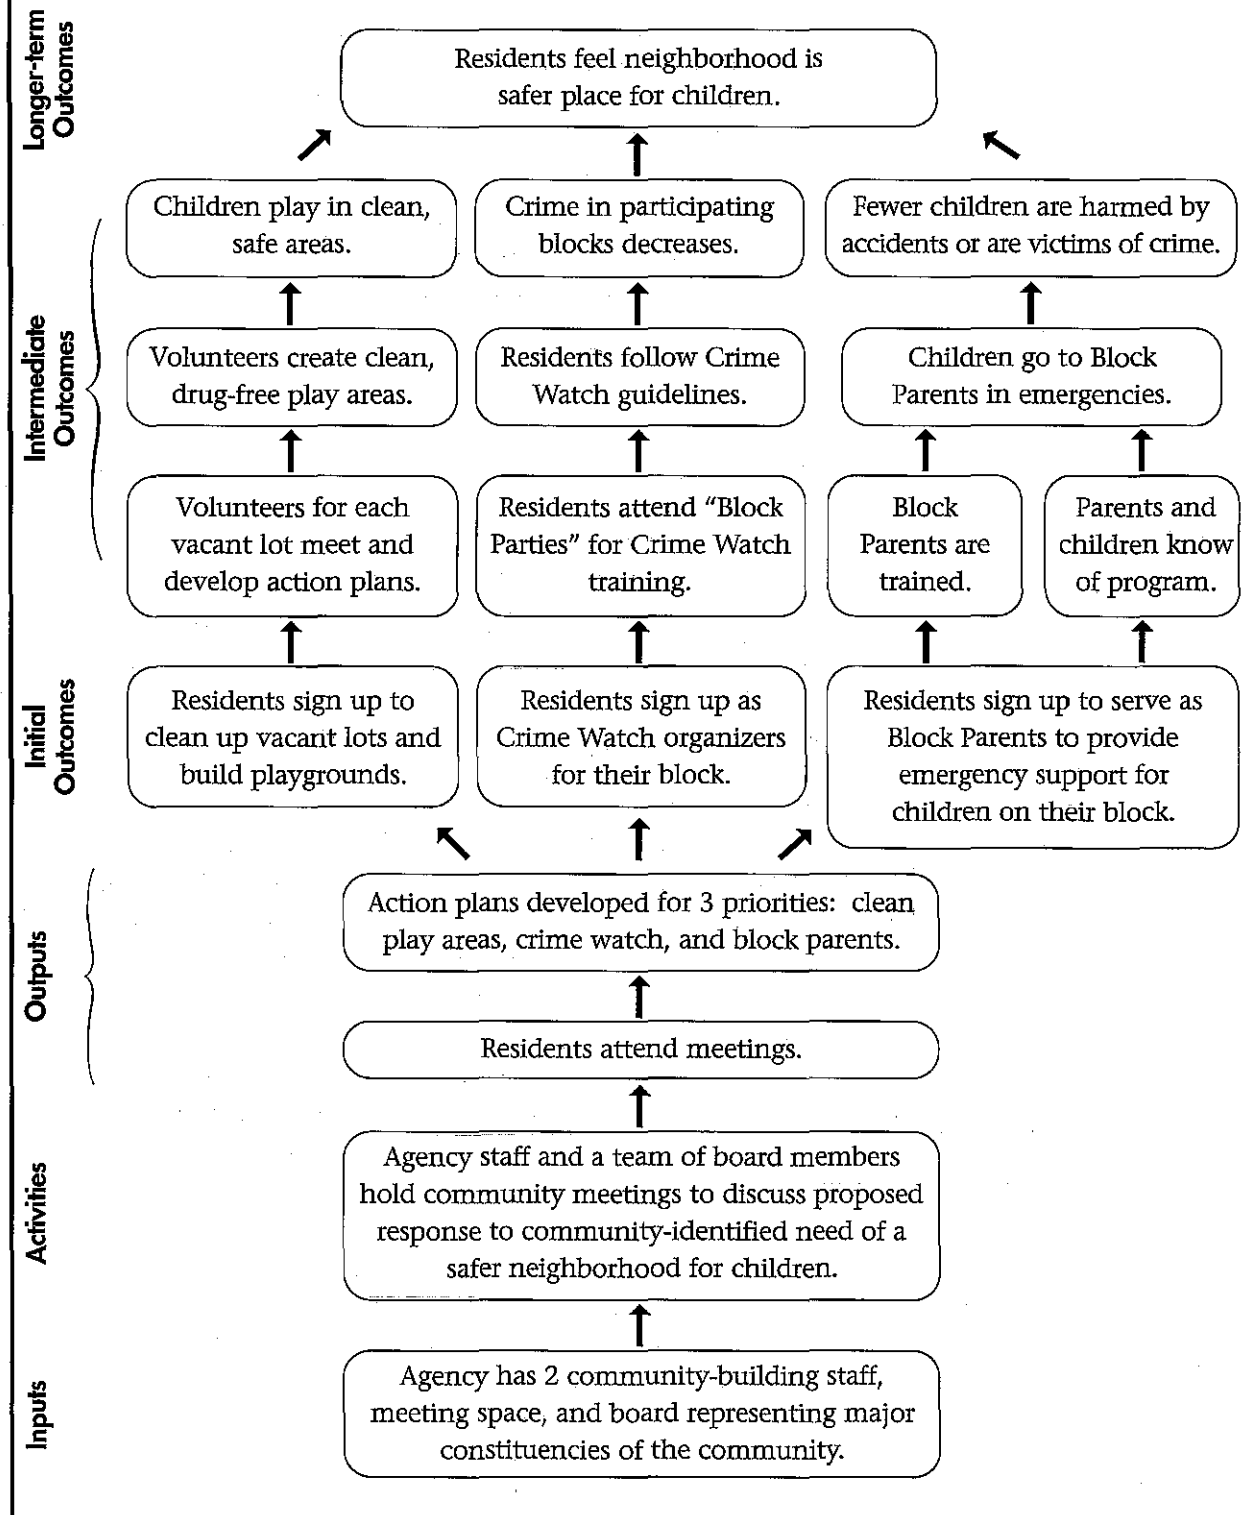 Longer-term
Outcomes
Residents feel neighborhood is
safer place for children.
Intermediate
Outcomes
Children play in clean,
safe areas.
Crime in participating
blocks decreases.
Fewer children are harmed by
accidents or are victims of crime.
Volunteers create clean,
drug-free play areas.
Residents follow Crime
Watch guidelines.
Children go to Block
Parents in emergencies.
Volunteers for each
vacant lot meet and
develop action plans.
Residents attend “Block
Parties” for Crime Watch
training.
Block
Parents are
trained.
Parents and
children know
of program.
Initial
Outcomes
Residents sign up to
clean up vacant lots and
build playgrounds.
Residents sign up as
Crime Watch organizers
for their block.
Residents sign up to serve as
Block Parents to provide
emergency support for
children on their block.
Outputs
Action plans developed for 3 priorities: clean
play areas, crime watch, and block parents.
Residents attend meetings.
Activities
Agency staff and a team of board members
hold community meetings to discuss proposed
response to community-identified need of a
safer neighborhood for children.
Inputs
Agency has 2 community-building staff,
meeting space, and board representing major
constituencies of the community.